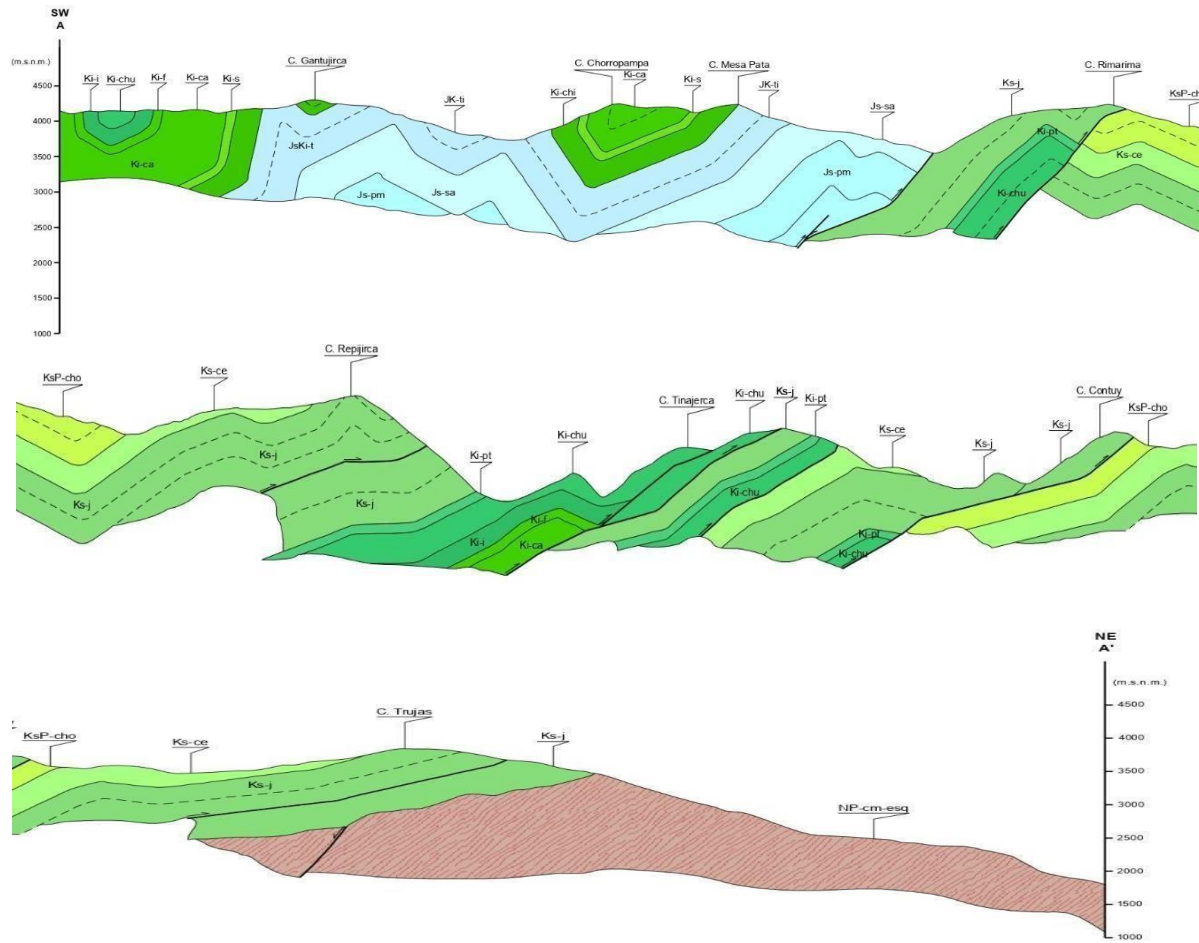 SW
A
(m.s.n.m.)
4500
4000
3500
3000
2500
2000
1500
1000
Ki-i
Ki-chu
Ki-f
Ki-ca
Ki-s
C. Gantujirca
JK-ti
Ki-chi
C. Chorropampa
Ki-ca
Ki-s
C. Mesa Pata
JK-ti
Js-sa
Ks-j
C. Rimarima
Ki-ca
JsKi-t
Js-pm
Js-sa
Js-pm
Ki-pt
Ki-chu
Ks-ce
KsP-cho
Ks-ce
C. Repijirca
Ki-pt
Ki-chu
C. Tinajerca
Ki-chu
Ks-j
Ki-pt
Ks-ce
Ks-j
Ks-j
C. Contuy
KsP-cho
Ks-j
Ks-j
Ks-j
Ki-i
Ki-f
Ki-ca
Ki-chu
Ki-pt
Ki-chu
NE
A'
(m.s.n.m.)
4500
4000
3500
3000
2500
2000
1500
1000
KsP-cho
Ks-ce
C. Trujas
Ks-j
Ks-j
NP-cm-esq